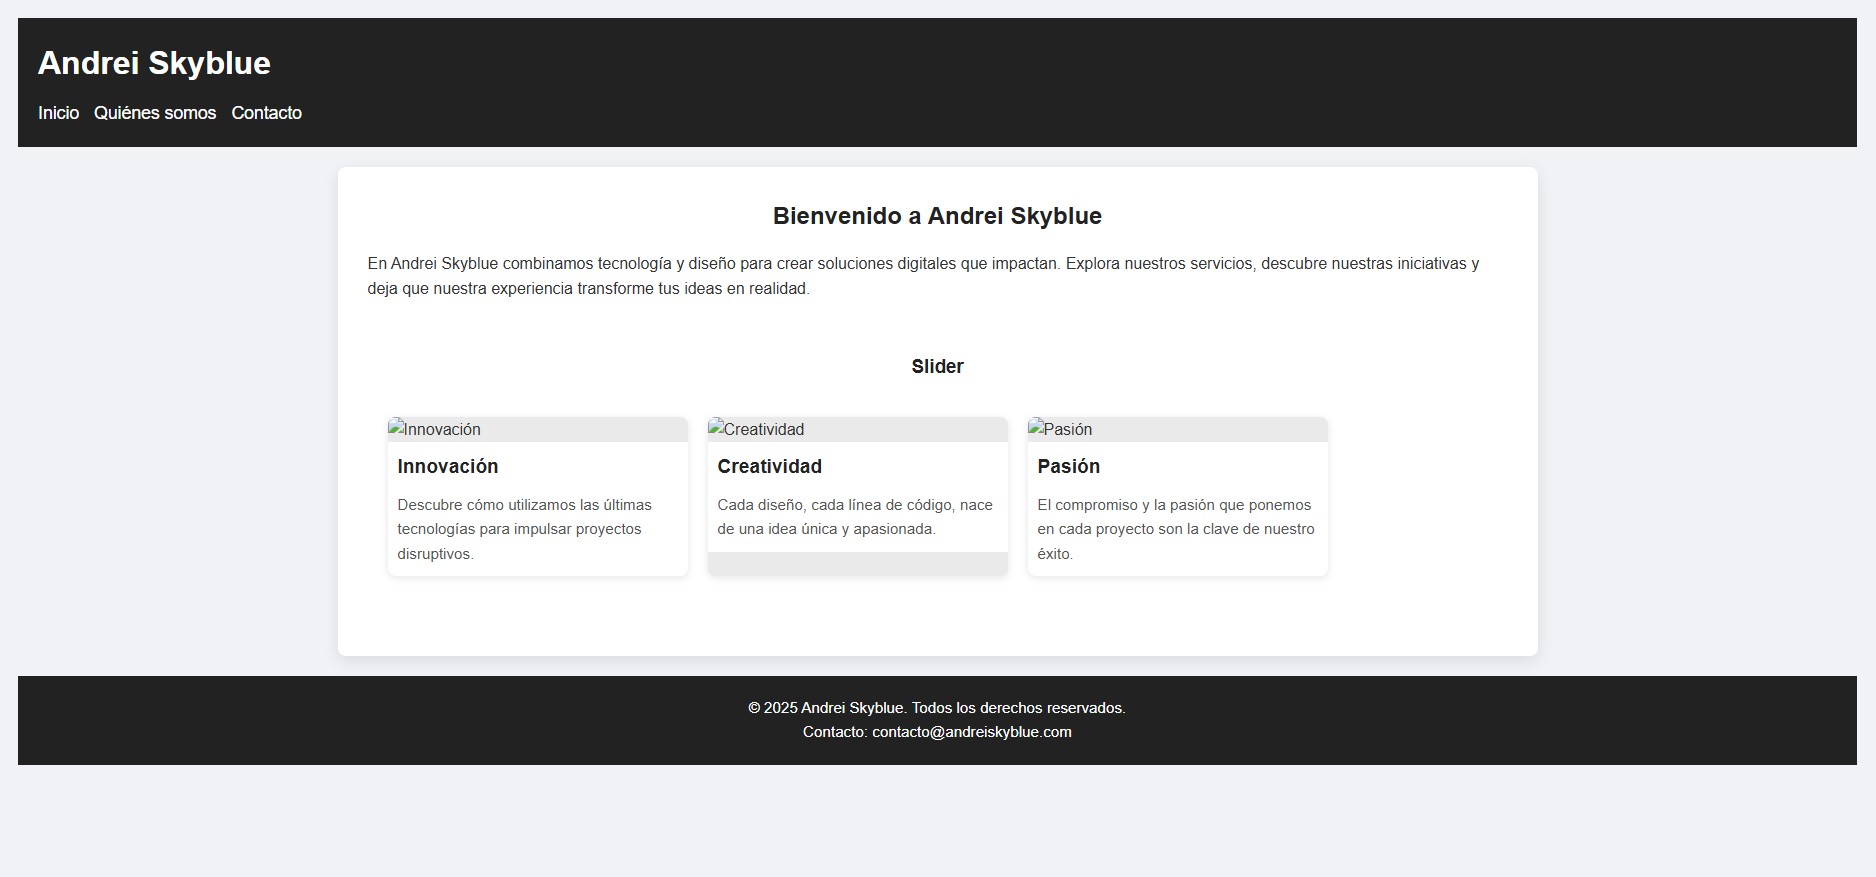 Andrei Skyblue
Inicio Quiénes somos Contacto
Bienvenido a Andrei Skyblue
En Andrei Skyblue combinamos tecnología y diseño para crear soluciones digitales que impactan. Explora nuestros servicios, descubre nuestras iniciativas y
deja que nuestra experiencia transforme tus ideas en realidad.
Slider
Innovación
Innovación
Descubre cómo utilizamos las últimas
tecnologías para impulsar proyectos
disruptivos.
Creatividad
Creatividad
Cada diseño, cada línea de código, nace
de una idea única y apasionada.
Pasión
Pasión
El compromiso y la pasión que ponemos
en cada proyecto son la clave de nuestro
éxito.
© 2025 Andrei Skyblue. Todos los derechos reservados.
Contacto: contacto@andreiskyblue.com